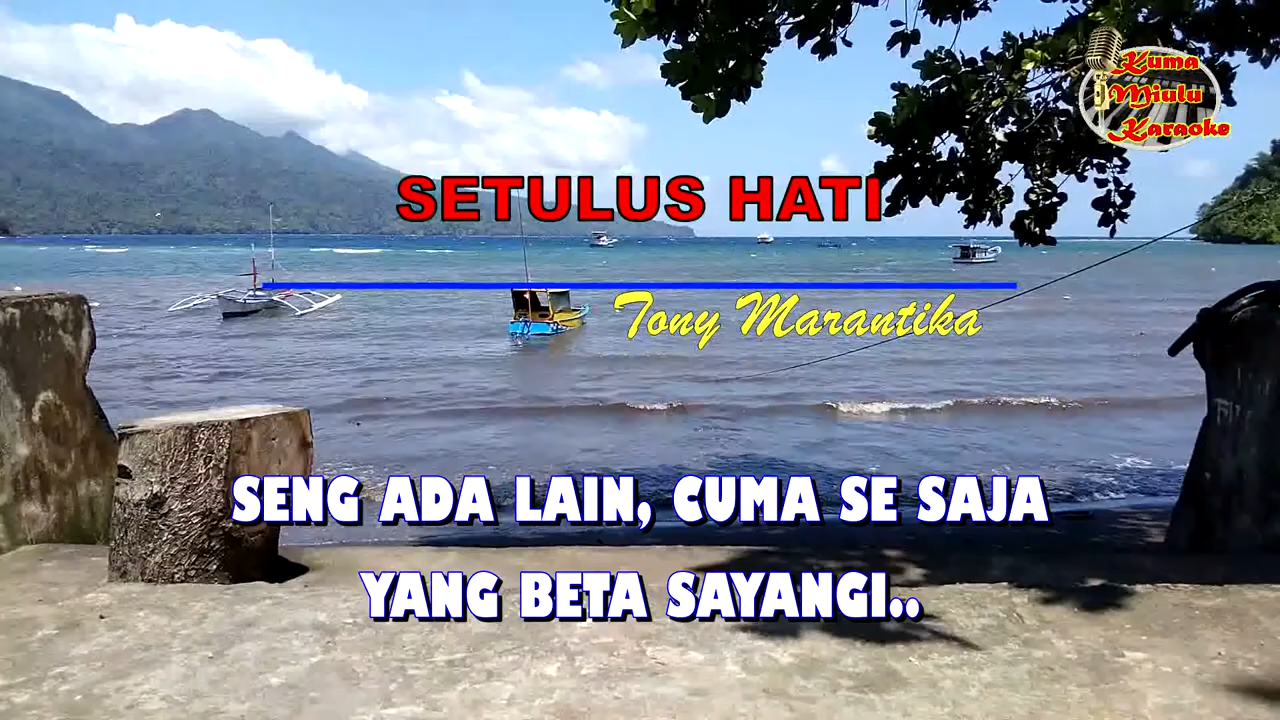 Kuma
Miulu
Karaoke
SETULUS HATI
Tony Marantika
SENG ADA LAIN, CUMA SE SAJA
YANG BETA SAYANGI..